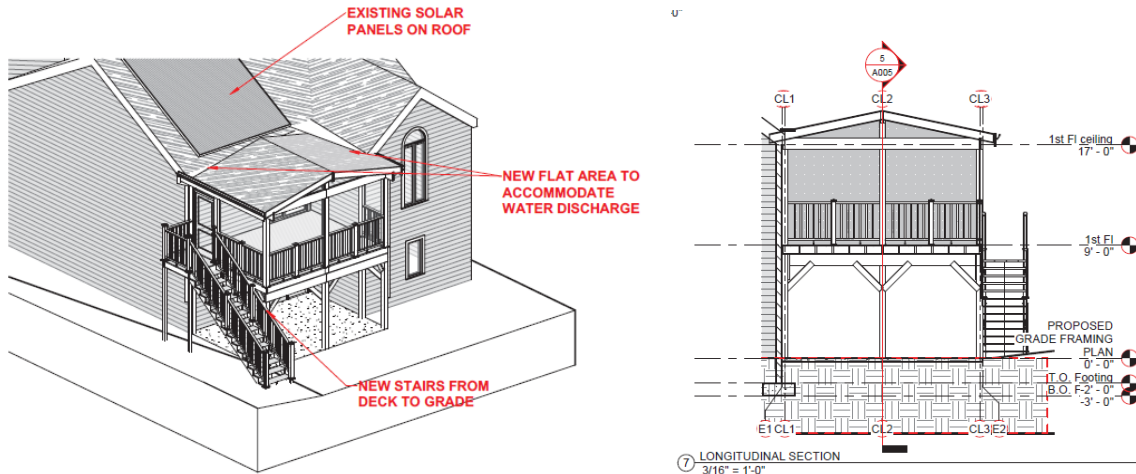 EXISTING SOLAR
PANELS ON ROOF
NEW FLAT AREA TO
ACCOMMODATE
WATER DISCHARGE
NEW STAIRS FROM
DECK TO GRADE
-0"
5
A005
CL1
CL2
CL3
1st Fl ceiling
17' - 0"
1st Fl
9' - 0"
PROPOSED
GRADE FRAMING
PLAN
0' - 0"
T.O. Footing
-2' - 0"
B.O. F
-3' - 0"
E1 CL1 CL2 CL3 E2
7 LONGITUDINAL SECTION
3/16" = 1'-0"